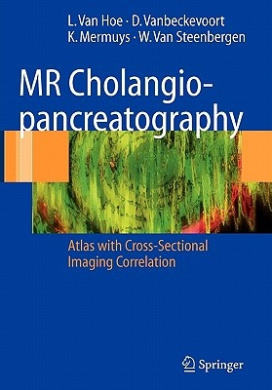 L. Van Hoe · D. Vanbeckevoort
K. Mermuys · W. Van Steenbergen
MR Cholangio-
pancreatography
Atlas with Cross-Sectional
Imaging Correlation
Springer